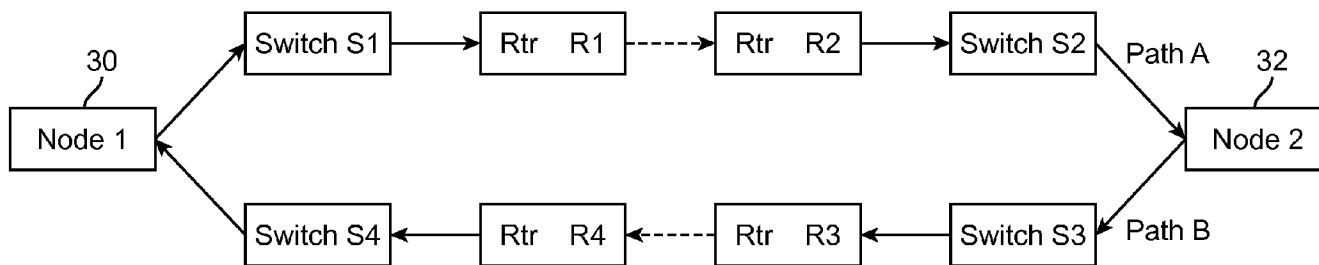 Switch S1
Rtr R1
Rtr R2
Switch S2
Path A
30
32
Node 1
Node 2
Switch S4
Rtr R4
Rtr R3
Switch S3
Path B